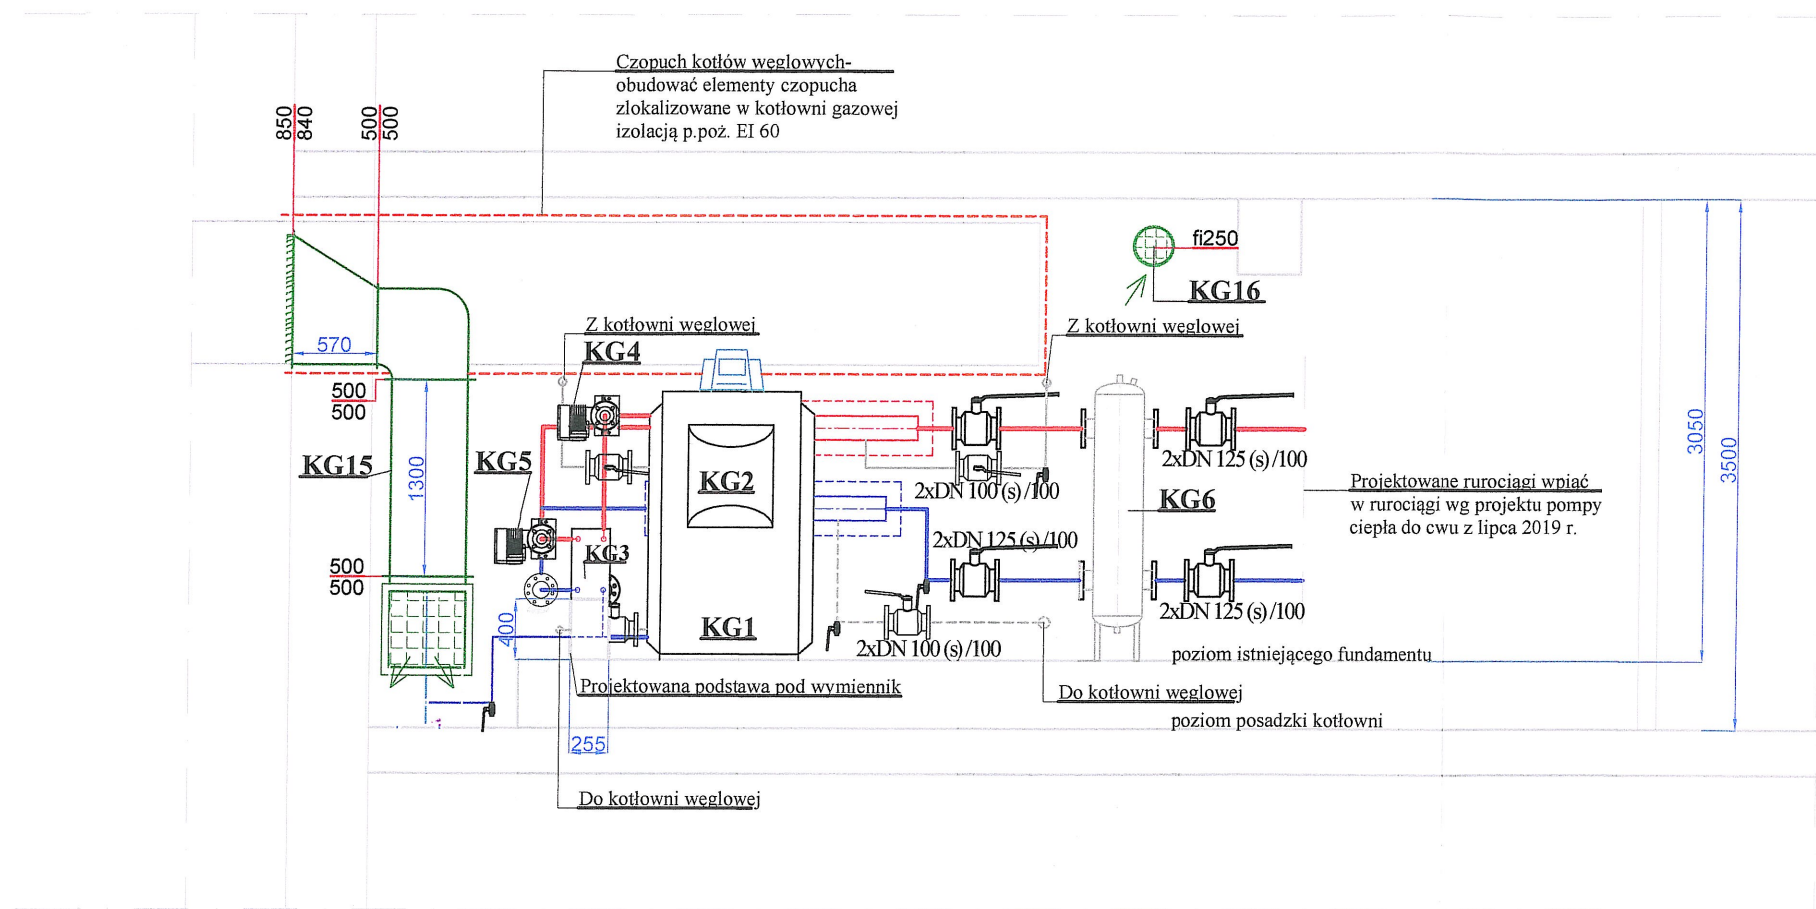 Czopuch kotłów węglowych-
obudować elementy czopucha
zlokalizowane w kotłowni gazowej
izolacją p.poż. EI 60
850
840
500
500
fi250
KG16
Z kotłowni węglowej
Z kotłowni węglowej
KG4
570
500
500
KG15
1300
KG5
KG2
2xDN 100 (s) /100
2xDN 125 (s) /100
KG6
3050
3500
Projektowane rurociągi wpiąć
w rurociągi wg projektu pompy
ciepła do cwu z lipca 2019 r.
2xDN 125 (s) /100
KG3
500
500
400
KG1
2xDN 125 (s) /100
2xDN 100 (s) /100
poziom istniejącego fundamentu
Projektowana podstawa pod wymiennik
Do kotłowni węglowej
poziom posadzki kotłowni
255
Do kotłowni węglowej